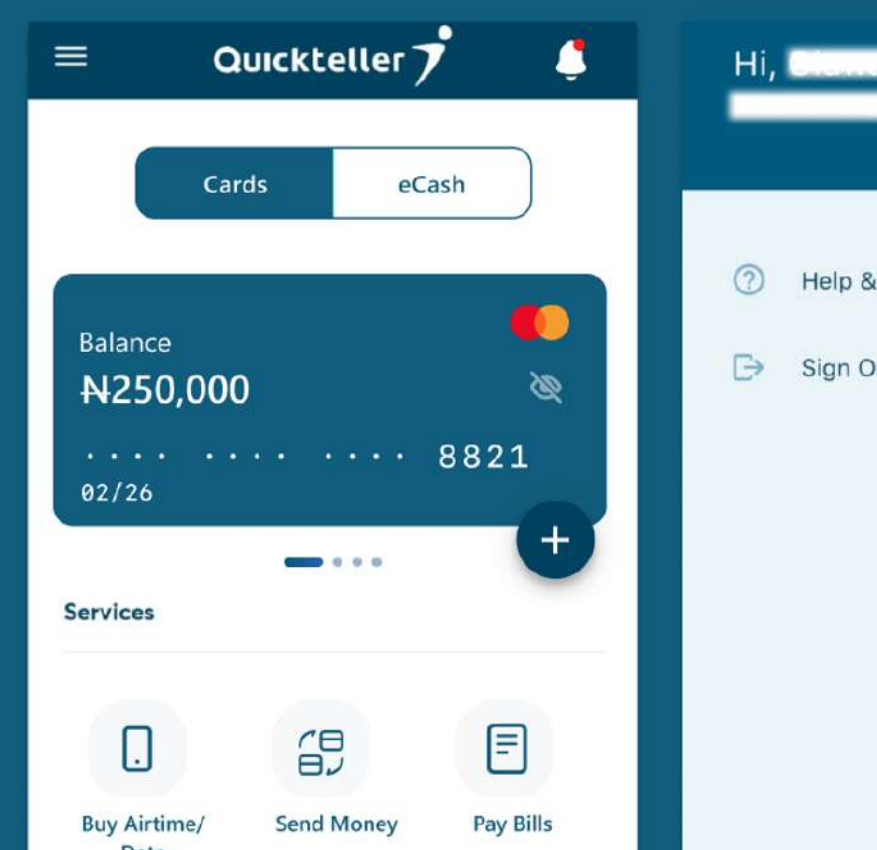 Quickteller
Cards
eCash
Balance
₦250,000
.... .... .... 8821
02/26
Services
Buy Airtime/
Send Money
Pay Bills
Hi,
Help &
Sign O